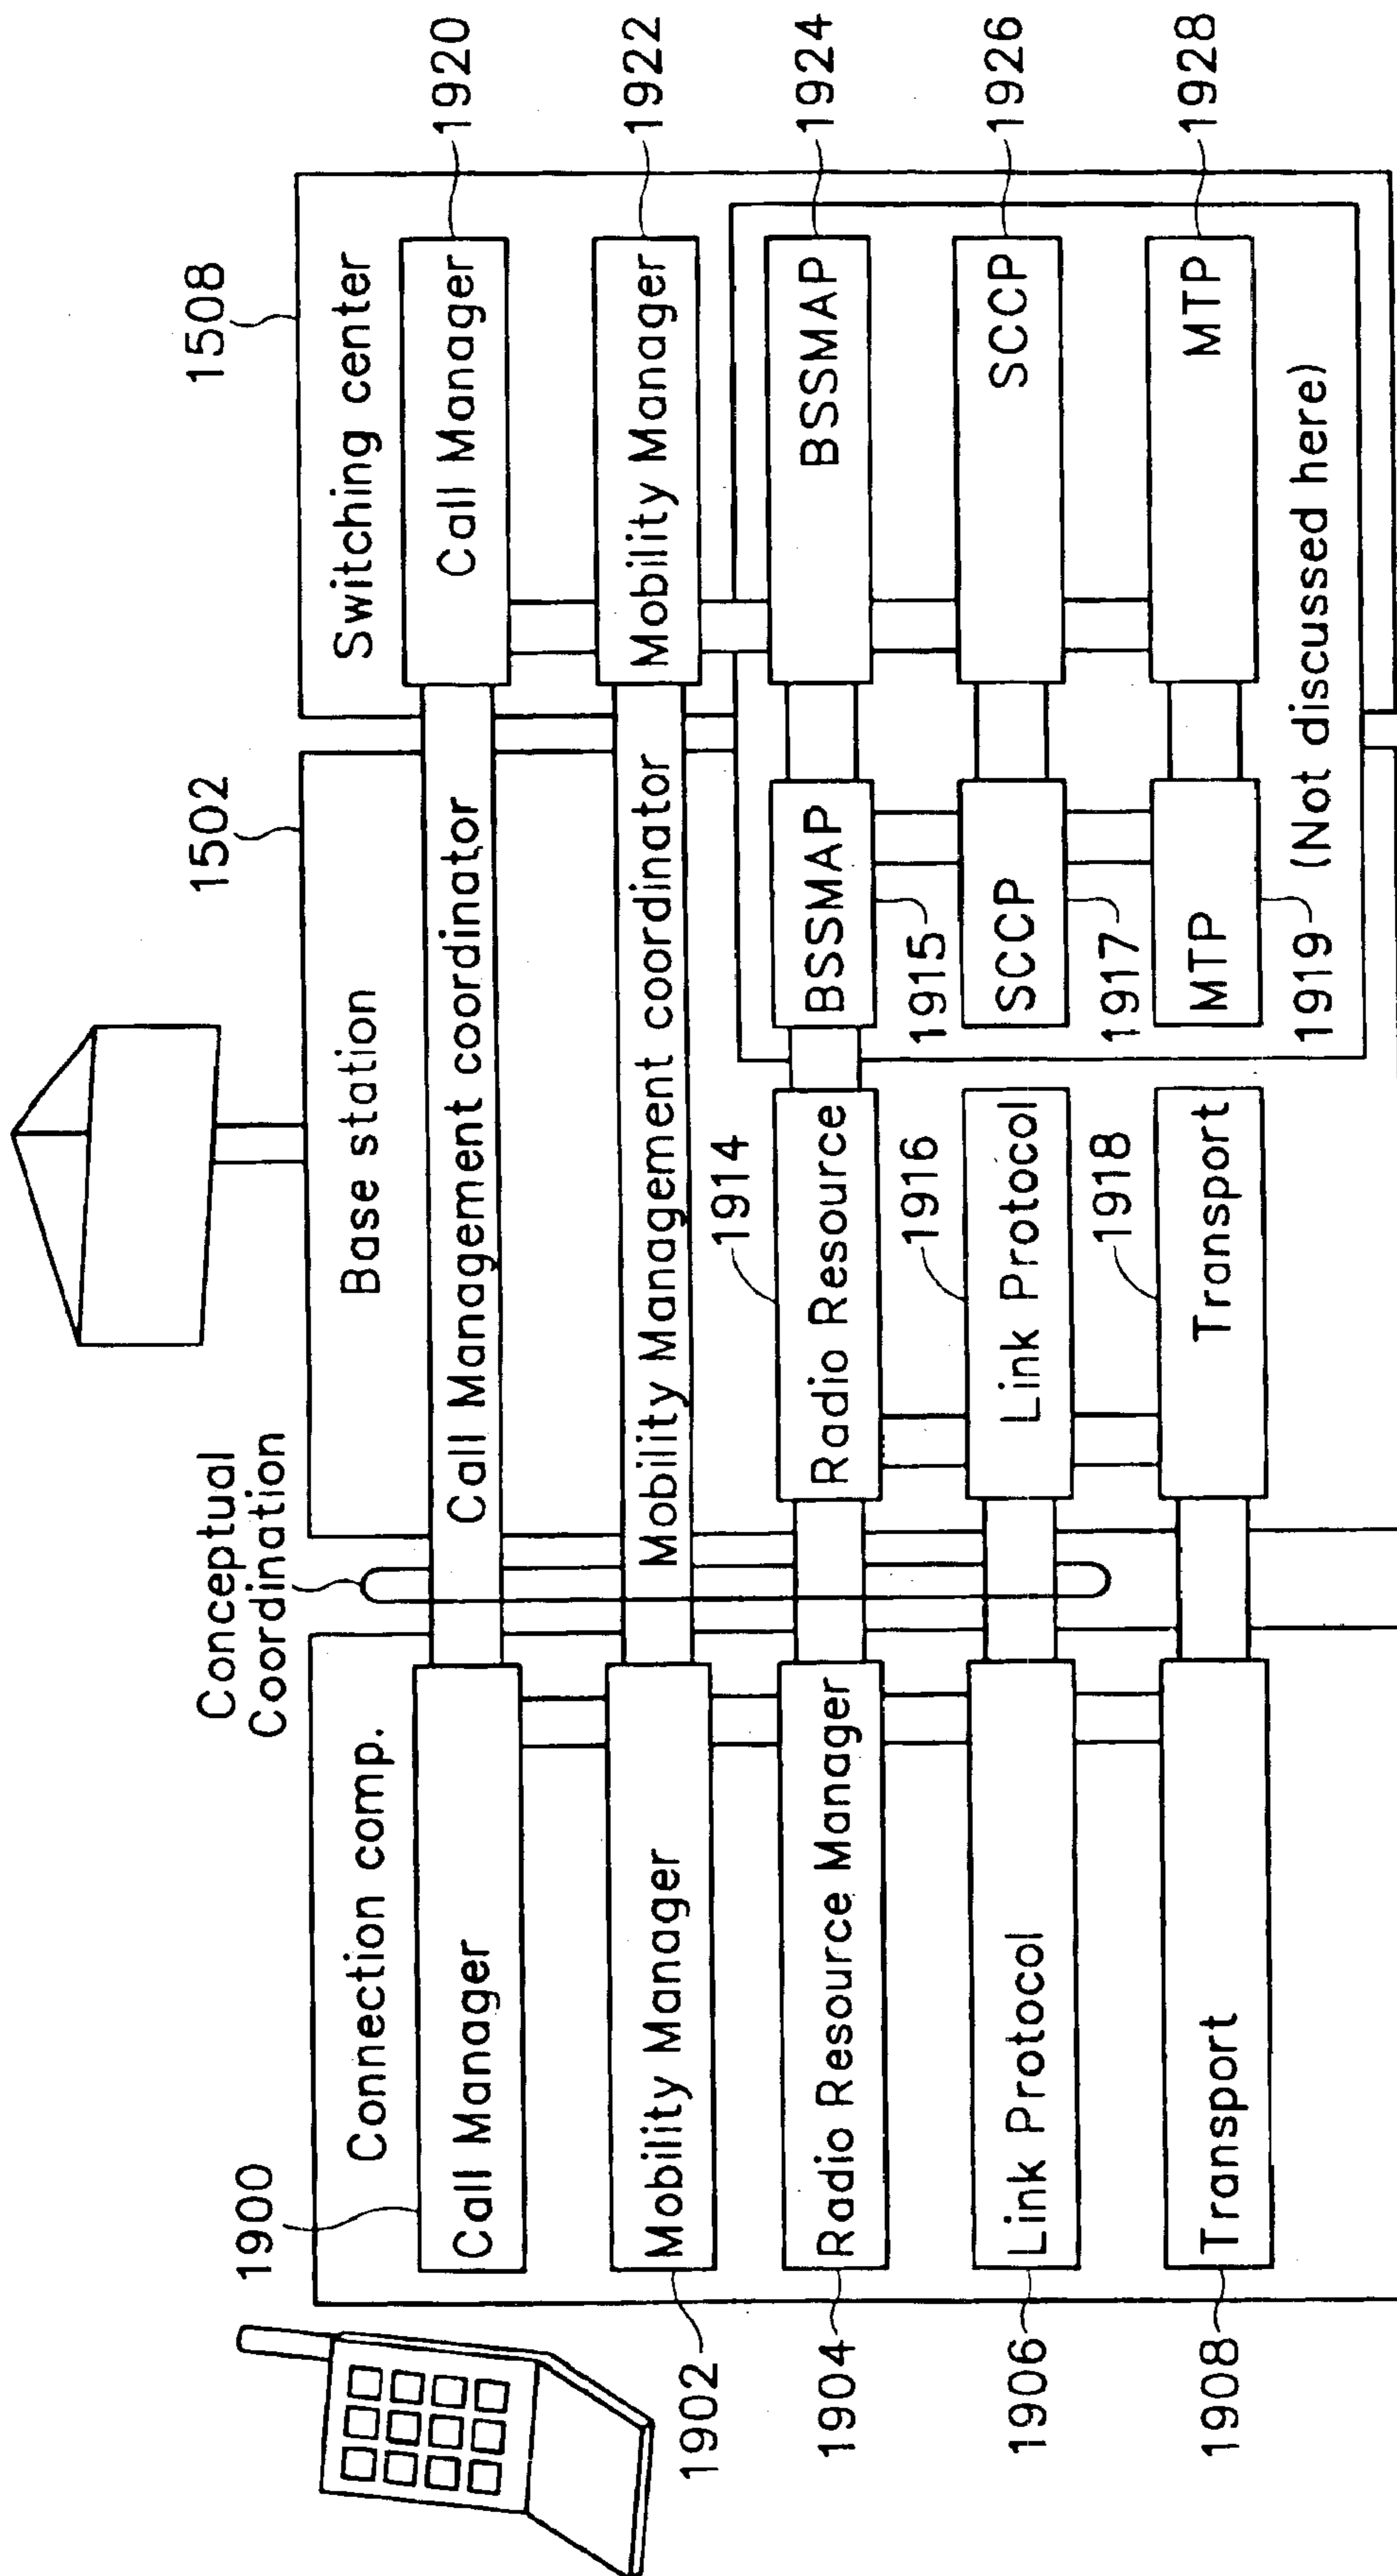 1508
1502
Conceptual
Coordination
1900
Connection comp.
Base station
Switching center
Call Manager
Call Management coordinator
Call Manager
1920
Mobility Manager
Mobility Management coordinator
Mobility Manager
1922
1902
1914
Radio Resource Manager
Radio Resource
BSSMAP
BSSMAP
1924
1904
1916
1915
Link Protocol
Link Protocol
SCCP
SCCP
1926
1906
1918
1917
Transport
Transport
MTP
MTP
1928
1908
1919
(Not discussed here)